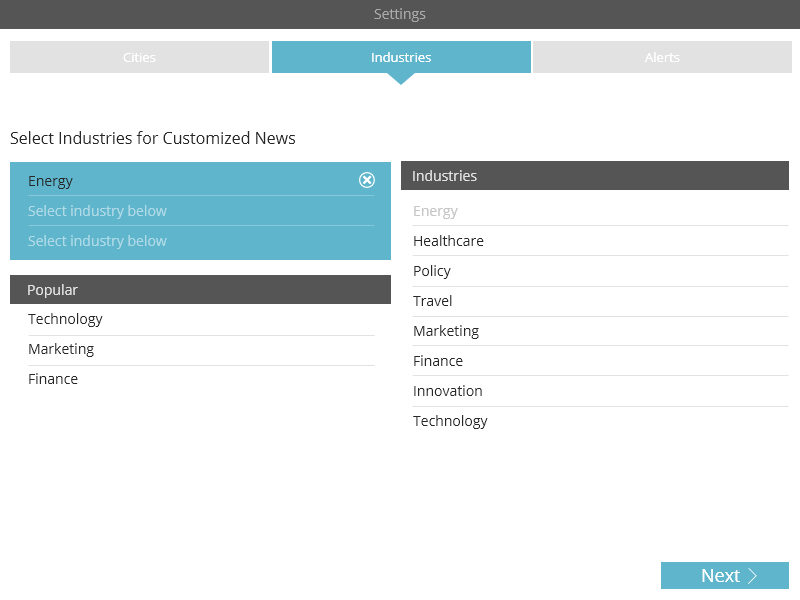 Settings
Cities
Industries
Alerts
Select Industries for Customized News
Energy
Select industry below
Select industry below
Popular
Technology
Marketing
Finance
Industries
Energy
Healthcare
Policy
Travel
Marketing
Finance
Innovation
Technology
Next